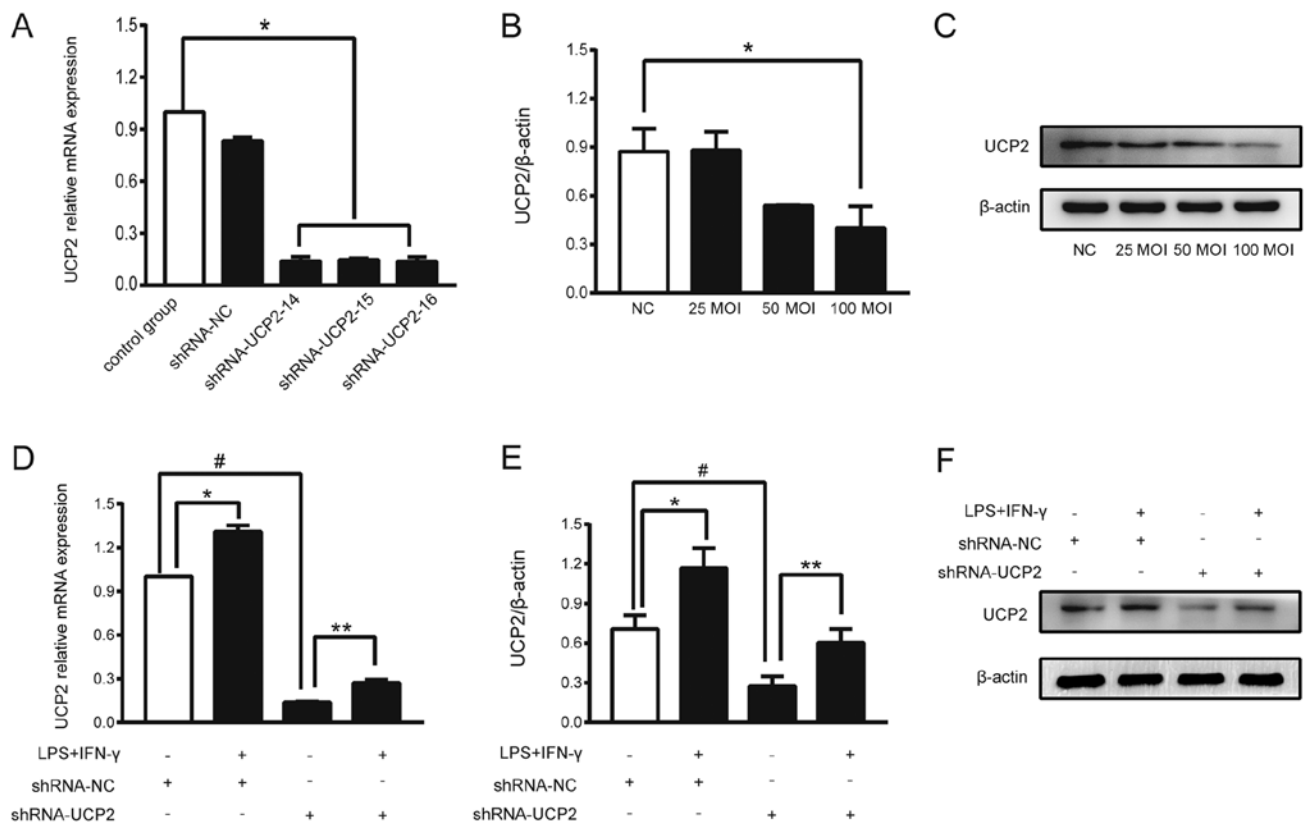 A
UCP2 relative mRNA expression
1.5
1.2
0.9
0.6
0.3
0.0
*
control group
shRNA-NC
shRNA-UCP2-14
shRNA-UCP2-15
shRNA-UCP2-16
B
UCP2/β-actin
1.5
1.2
0.9
0.6
0.3
0.0
*
NC 25 MOI 50 MOI 100 MOI
C
UCP2
β-actin
NC 25 MOI 50 MOI 100 MOI
D
UCP2 relative mRNA expression
1.5
1.2
0.9
0.6
0.3
0.0
#
*
**
LPS+IFN-γ - + - +
shRNA-NC + + - -
shRNA-UCP2 - - + +
E
UCP2/β-actin
1.5
1.2
0.9
0.6
0.3
0.0
#
*
**
LPS+IFN-γ - + - +
shRNA-NC + + - -
shRNA-UCP2 - - + +
F
LPS+IFN-γ - + - +
shRNA-NC + + - -
shRNA-UCP2 - - + +
UCP2
β-actin